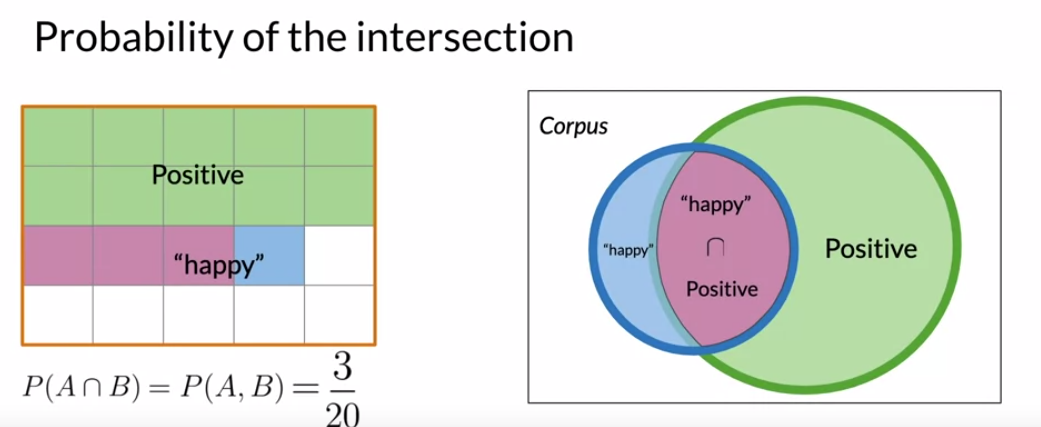 Probability of the intersection
Positive
“happy”
P(A ∩ B) = P(A, B) = 3/20
Corpus
“happy”
“happy”
∩
Positive
Positive